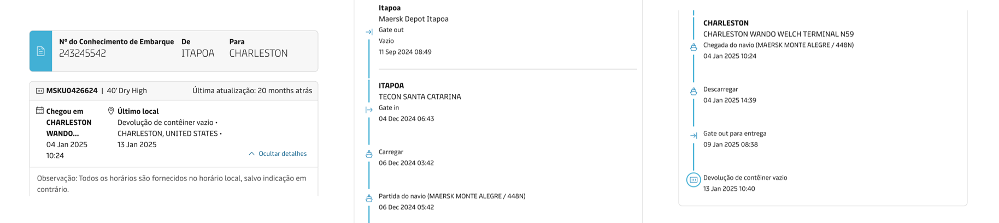 Nº do Conhecimento de Embarque
243245542
De
ITAPOA
Para
CHARLESTON
MSKU0426624 | 40' Dry High
Última atualização: 20 months atrás
Chegou em
CHARLESTON
WANDO...
04 Jan 2025
10:24
Último local
Devolução de contêiner vazio •
CHARLESTON, UNITED STATES •
13 Jan 2025
Ocultar detalhes
Observação: Todos os horários são fornecidos no horário local, salvo indicação em
contrário.
Itapoa
Maersk Depot Itapoa
Gate out
Vazio
11 Sep 2024 08:49
ITAPOA
TECON SANTA CATARINA
Gate in
04 Dec 2024 06:43
Carregar
06 Dec 2024 03:42
Partida do navio (MAERSK MONTE ALEGRE / 448N)
06 Dec 2024 05:42
CHARLESTON
CHARLESTON WANDO WELCH TERMINAL N59
Chegada do navio (MAERSK MONTE ALEGRE / 448N)
04 Jan 2025 10:24
Descarregar
04 Jan 2025 14:39
Gate out para entrega
09 Jan 2025 08:38
Devolução de contêiner vazio
13 Jan 2025 10:40